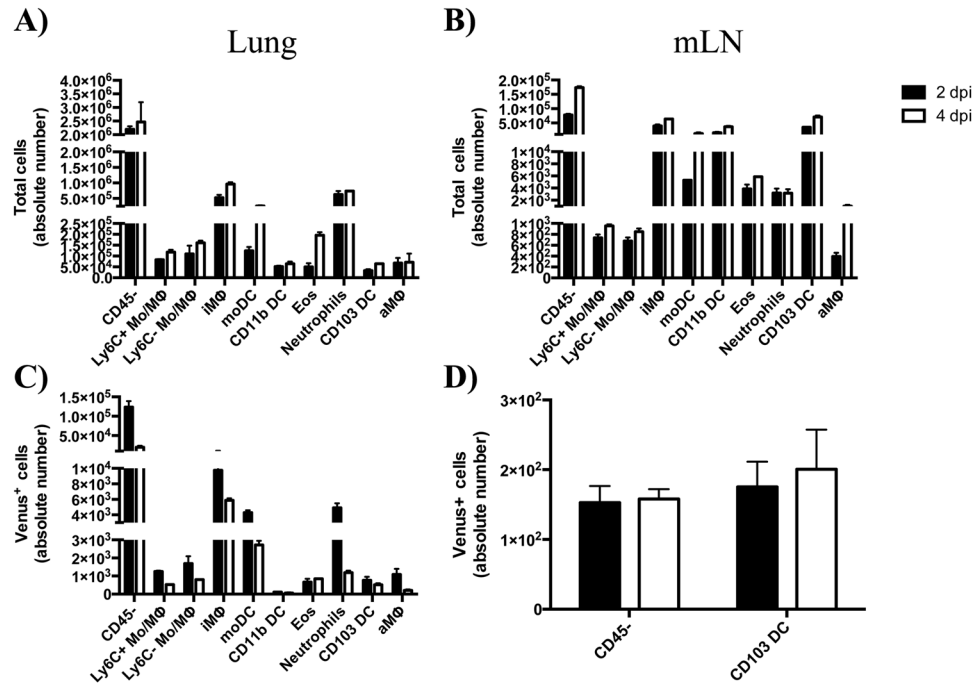 A)
Lung
Total cells
(absolute number)
4.0×10⁶
3.5×10⁶
3.0×10⁶
2.5×10⁶
2.0×10⁶
2.0×10⁶
1.5×10⁶
1.0×10⁶
5.0×10⁵
2.5×10⁵
2.0×10⁵
1.5×10⁵
1.0×10⁵
5.0×10⁴
0.0
CD45-
Ly6C+ Mo/MΦ
Ly6C- Mo/MΦ
iMΦ
moDC
CD11b DC
Eos
Neutrophils
CD103 DC
aMΦ
B)
mLN
Total cells
(absolute number)
2.0×10⁵
1.5×10⁵
1.0×10⁵
5.0×10⁴
1×10⁴
8×10³
6×10³
4×10³
2×10³
1×10³
8×10²
6×10²
4×10²
2×10²
0
CD45-
Ly6C+ Mo/MΦ
Ly6C- Mo/MΦ
iMΦ
moDC
CD11b DC
Eos
Neutrophils
CD103 DC
aMΦ
2 dpi
4 dpi
C)
Venus⁺ cells
(absolute number)
1.5×10⁵
1.0×10⁵
5.0×10⁴
1×10⁴
8×10³
6×10³
4×10³
3×10³
2×10³
1×10³
0
CD45-
Ly6C+ Mo/MΦ
Ly6C- Mo/MΦ
iMΦ
moDC
CD11b DC
Eos
Neutrophils
CD103 DC
aMΦ
D)
Venus+ cells
(absolute number)
3×10²
2×10²
1×10²
0
CD45-
CD103 DC